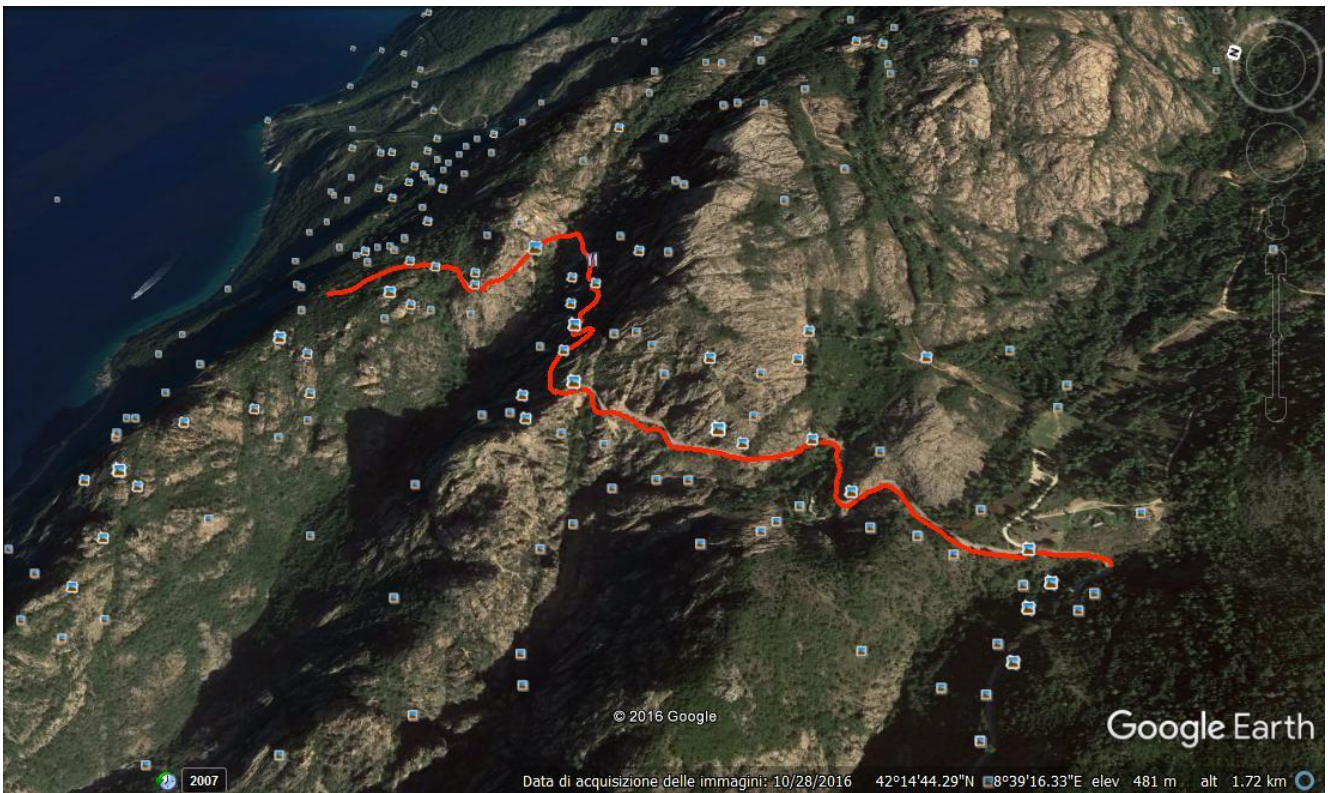 N
© 2016 Google
Google Earth
2007
Data di acquisizione delle immagini: 10/28/2016 42°14'44.29"N 8°39'16.33"E elev 481 m alt 1.72 km